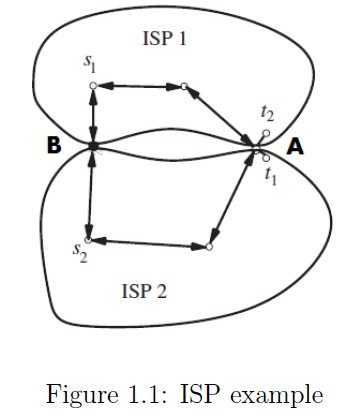 ISP 1
s1
t2
B
A
t1
s2
ISP 2
Figure 1.1: ISP example